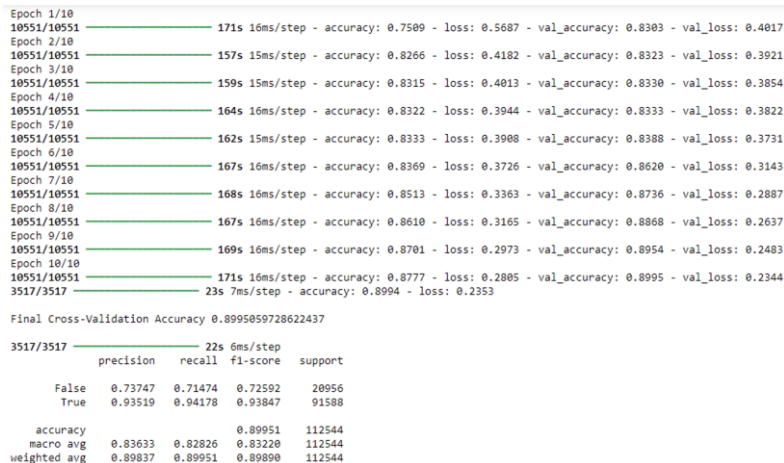 Epoch 1/10
10551/10551 171s 16ms/step - accuracy: 0.7509 - loss: 0.5687 - val_accuracy: 0.8303 - val_loss: 0.4017
Epoch 2/10
10551/10551 157s 15ms/step - accuracy: 0.8266 - loss: 0.4182 - val_accuracy: 0.8323 - val_loss: 0.3921
Epoch 3/10
10551/10551 159s 15ms/step - accuracy: 0.8315 - loss: 0.4013 - val_accuracy: 0.8330 - val_loss: 0.3854
Epoch 4/10
10551/10551 164s 16ms/step - accuracy: 0.8322 - loss: 0.3944 - val_accuracy: 0.8333 - val_loss: 0.3822
Epoch 5/10
10551/10551 162s 15ms/step - accuracy: 0.8333 - loss: 0.3908 - val_accuracy: 0.8388 - val_loss: 0.3731
Epoch 6/10
10551/10551 167s 16ms/step - accuracy: 0.8369 - loss: 0.3726 - val_accuracy: 0.8620 - val_loss: 0.3143
Epoch 7/10
10551/10551 168s 16ms/step - accuracy: 0.8513 - loss: 0.3363 - val_accuracy: 0.8736 - val_loss: 0.2887
Epoch 8/10
10551/10551 167s 16ms/step - accuracy: 0.8610 - loss: 0.3165 - val_accuracy: 0.8868 - val_loss: 0.2637
Epoch 9/10
10551/10551 169s 16ms/step - accuracy: 0.8701 - loss: 0.2973 - val_accuracy: 0.8954 - val_loss: 0.2483
Epoch 10/10
10551/10551 171s 16ms/step - accuracy: 0.8777 - loss: 0.2805 - val_accuracy: 0.8995 - val_loss: 0.2344
3517/3517 23s 7ms/step - accuracy: 0.8994 - loss: 0.2353
Final Cross-Validation Accuracy 0.8995059728622437
3517/3517 22s 6ms/step
precision recall f1-score support
False 0.73747 0.71474 0.72592 20956
True 0.93519 0.94178 0.93847 91588
accuracy 0.89951 112544
macro avg 0.83633 0.82826 0.83220 112544
weighted avg 0.89837 0.89951 0.89890 112544